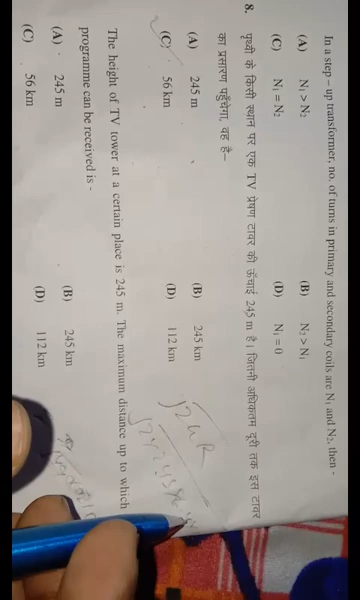 In a step – up transformer, no. of turns in primary and secondary coils are N₁ and N₂, then -
(A) N₁ > N₂ (B) N₂ > N₁
(C) N₁ = N₂ (D) N₁ = 0
8. पृथ्वी के किसी स्थान पर एक TV प्रेषण टावर की ऊँचाई 245 m है। जितनी अधिकतम दूरी तक इस टावर
का प्रसारण पहुँचेगा, वह है–
(A) 245 m (B) 245 km
(C) 56 km (D) 112 km
The height of TV tower at a certain place is 245 m. The maximum distance up to which
programme can be received is -
(A) 245 m (B) 245 km
(C) 56 km (D) 112 km
√2hR